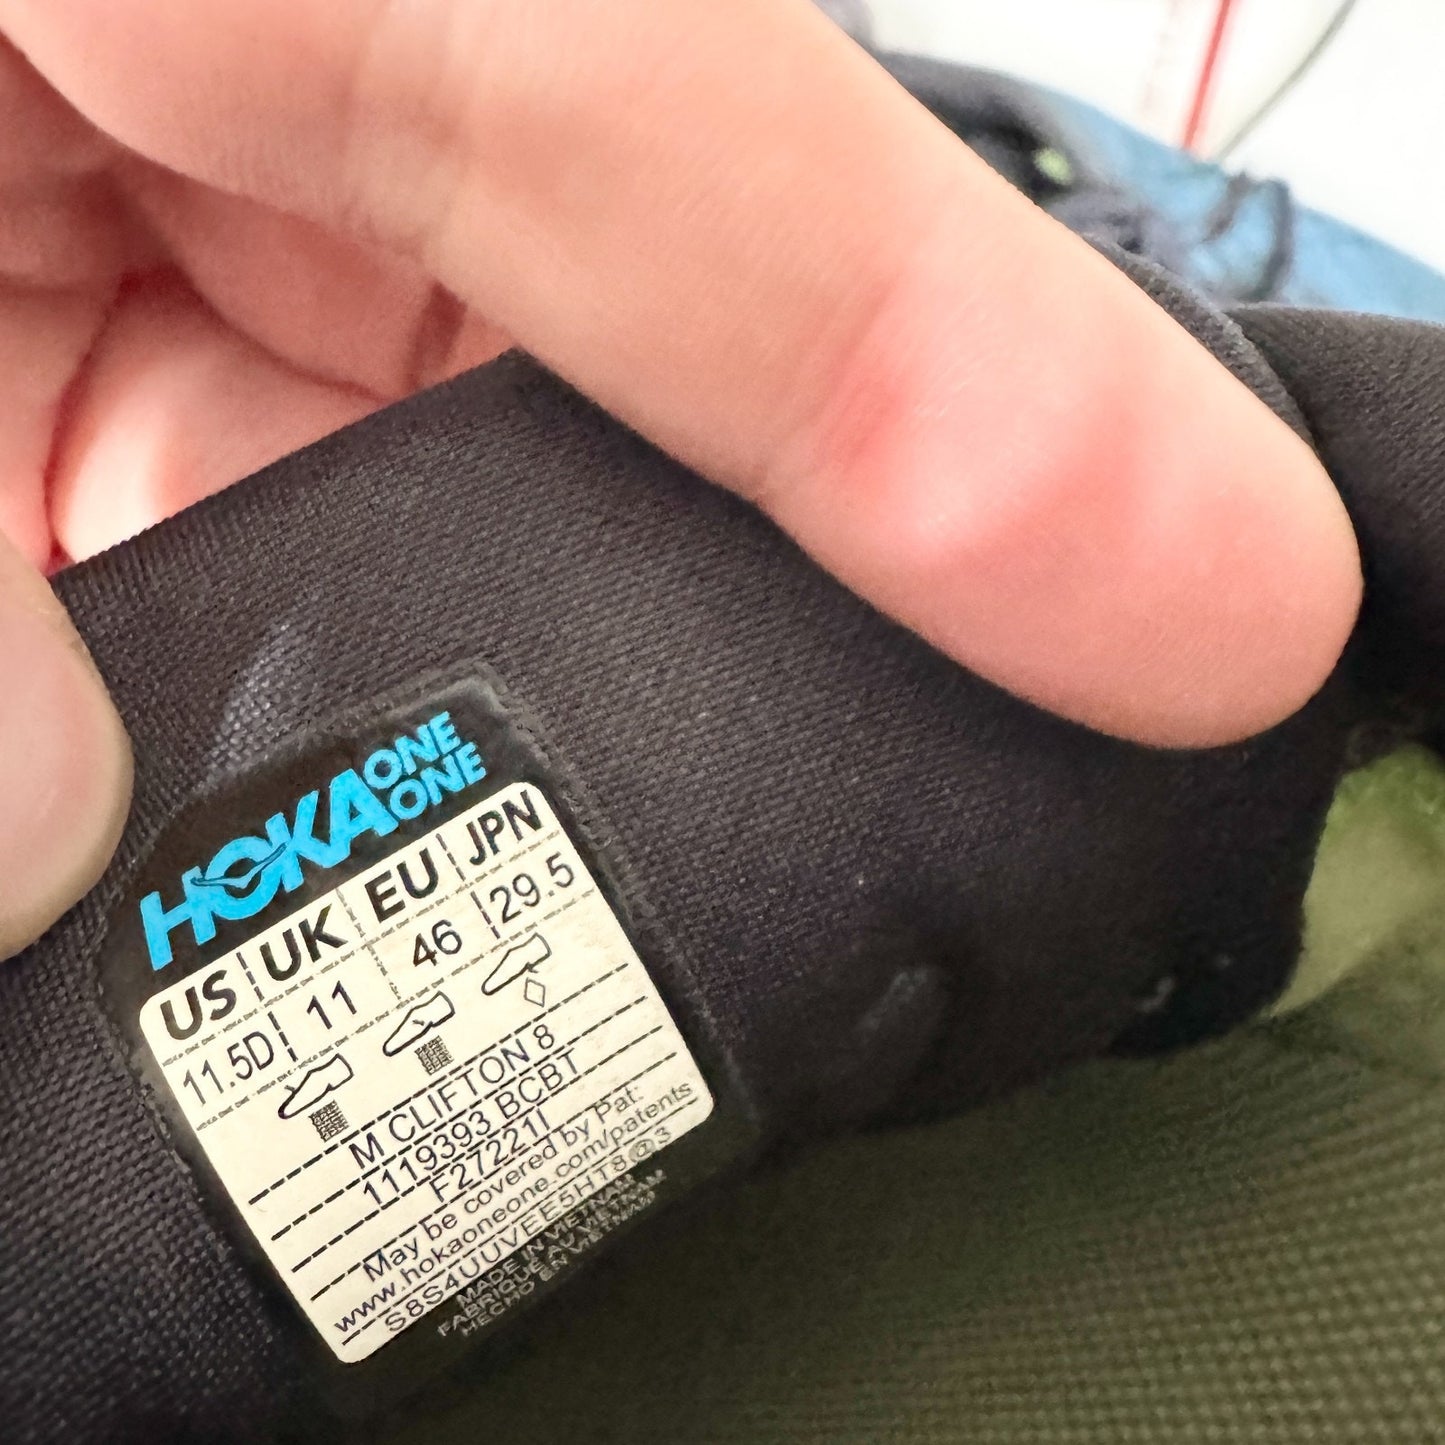 HOKA ONE ONE
US UK EU JPN
11.5D 11 46 29.5
M CLIFTON 8
1119393 BCBT
F27221I
May be covered by Pat:
www.hokaoneone.com/patents
S8S4UUVEE5HT8@3
MADE IN VIETNAM
FABRIQUÉ AU VIETNAM
HECHO EN VIETNAM